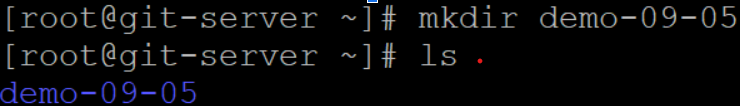 [root@git-server ~]# mkdir demo-09-05
[root@git-server ~]# ls .
demo-09-05